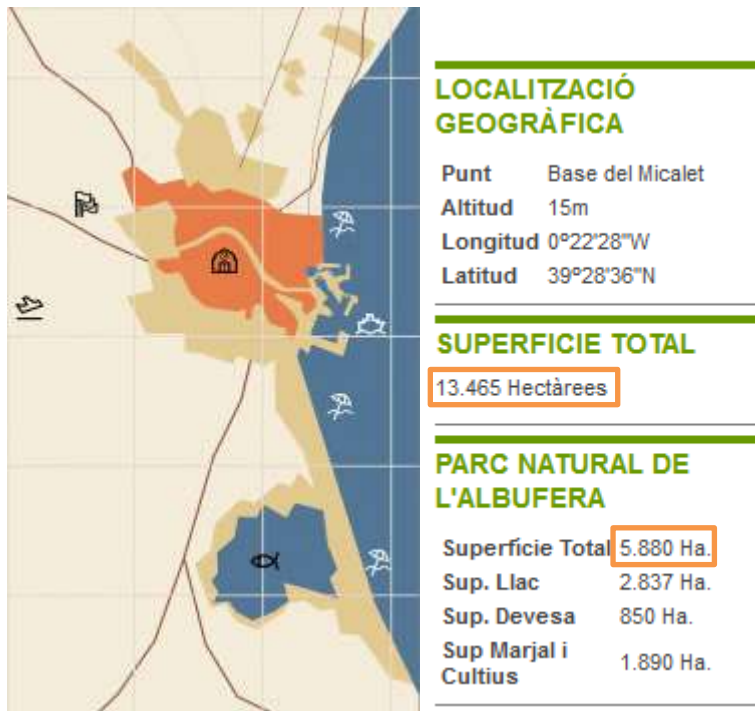 LOCALITZACIÓ
GEOGRÀFICA
Punt Base del Micalet
Altitud 15m
Longitud 0º22'28"W
Latitud 39º28'36"N
SUPERFICIE TOTAL
13.465 Hectàrees
PARC NATURAL DE
L'ALBUFERA
Superfície Total 5.880 Ha.
Sup. Llac 2.837 Ha.
Sup. Devesa 850 Ha.
Sup Marjal i
Cultius 1.890 Ha.